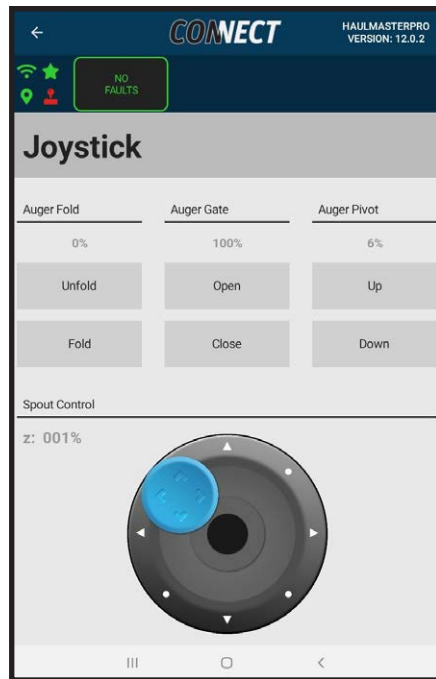 CONNECT
HAULMASTERPRO
VERSION: 12.0.2
NO
FAULTS
Joystick
Auger Fold
Auger Gate
Auger Pivot
0%
100%
6%
Unfold
Open
Up
Fold
Close
Down
Spout Control
z: 001%